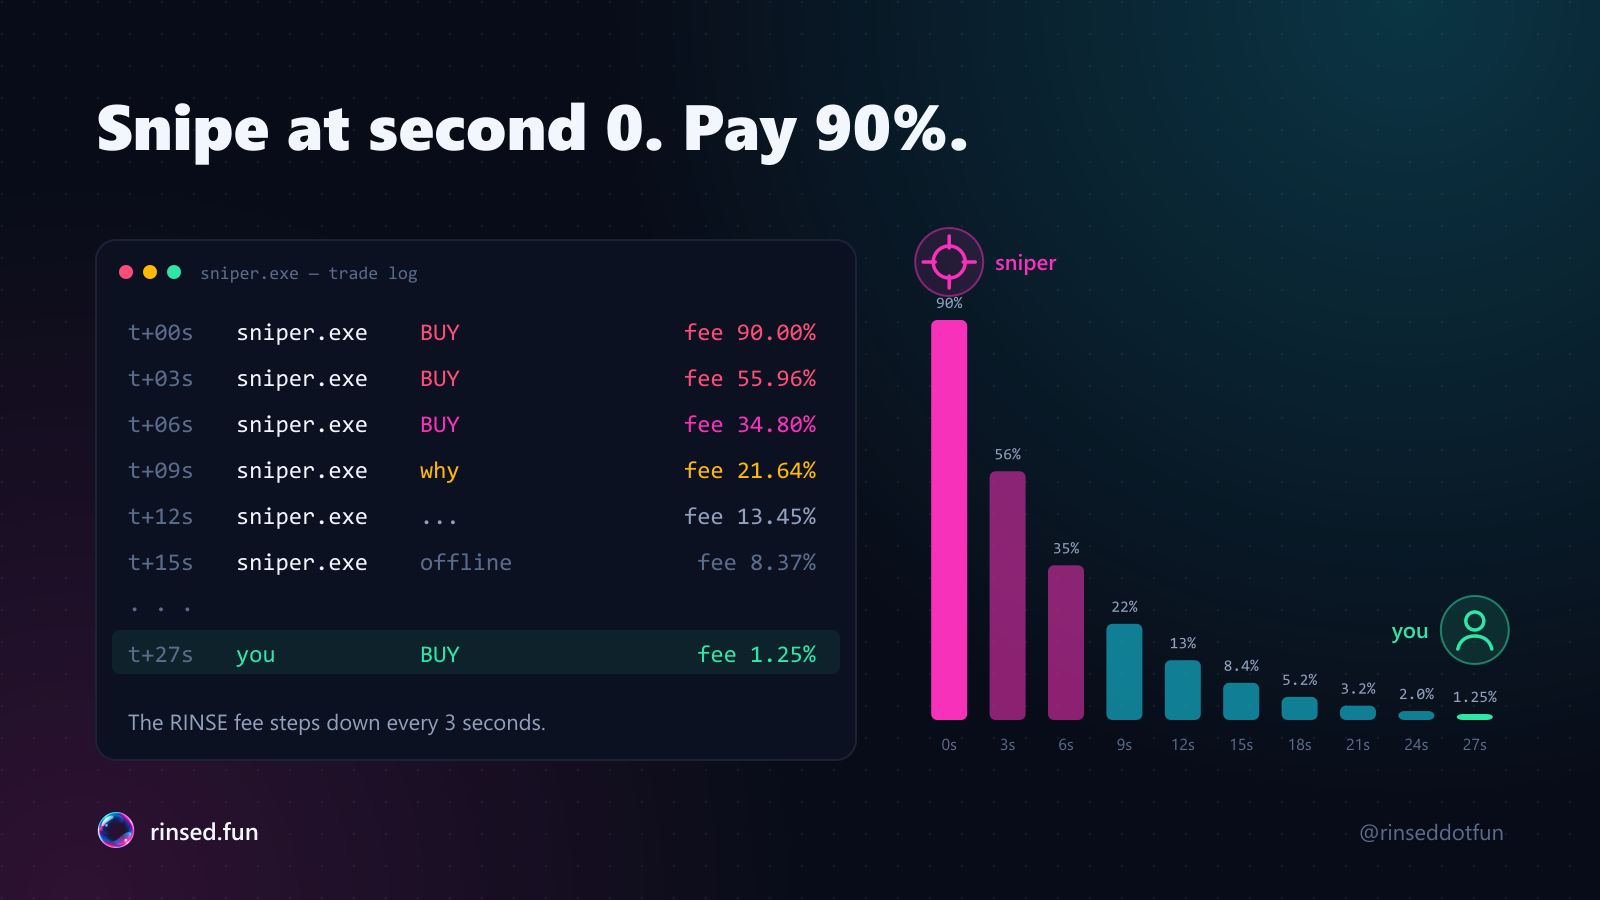 Snipe at second 0. Pay 90%.
sniper.exe — trade log
t+00s sniper.exe BUY fee 90.00%
t+03s sniper.exe BUY fee 55.96%
t+06s sniper.exe BUY fee 34.80%
t+09s sniper.exe why fee 21.64%
t+12s sniper.exe ... fee 13.45%
t+15s sniper.exe offline fee 8.37%
. . .
t+27s you BUY fee 1.25%
The RINSE fee steps down every 3 seconds.
sniper
90%
56%
35%
22%
13%
8.4%
5.2%
3.2%
2.0%
1.25%
you
0s 3s 6s 9s 12s 15s 18s 21s 24s 27s
rinsed.fun
@rinseddotfun